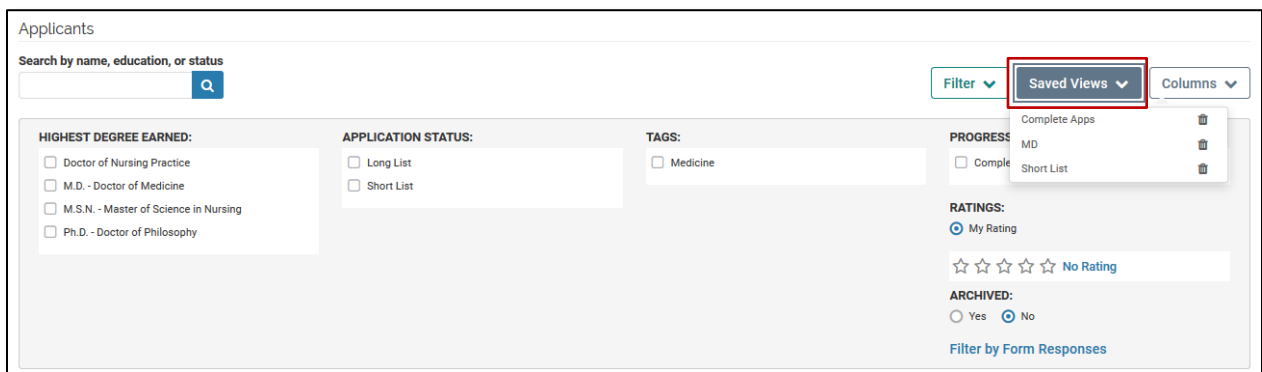 Applicants
Search by name, education, or status
Filter
Saved Views
Columns
Complete Apps
MD
Short List
HIGHEST DEGREE EARNED:
Doctor of Nursing Practice
M.D. - Doctor of Medicine
M.S.N. - Master of Science in Nursing
Ph.D. - Doctor of Philosophy
APPLICATION STATUS:
Long List
Short List
TAGS:
Medicine
PROGRESS
Comple
RATINGS:
My Rating
No Rating
ARCHIVED:
Yes No
Filter by Form Responses